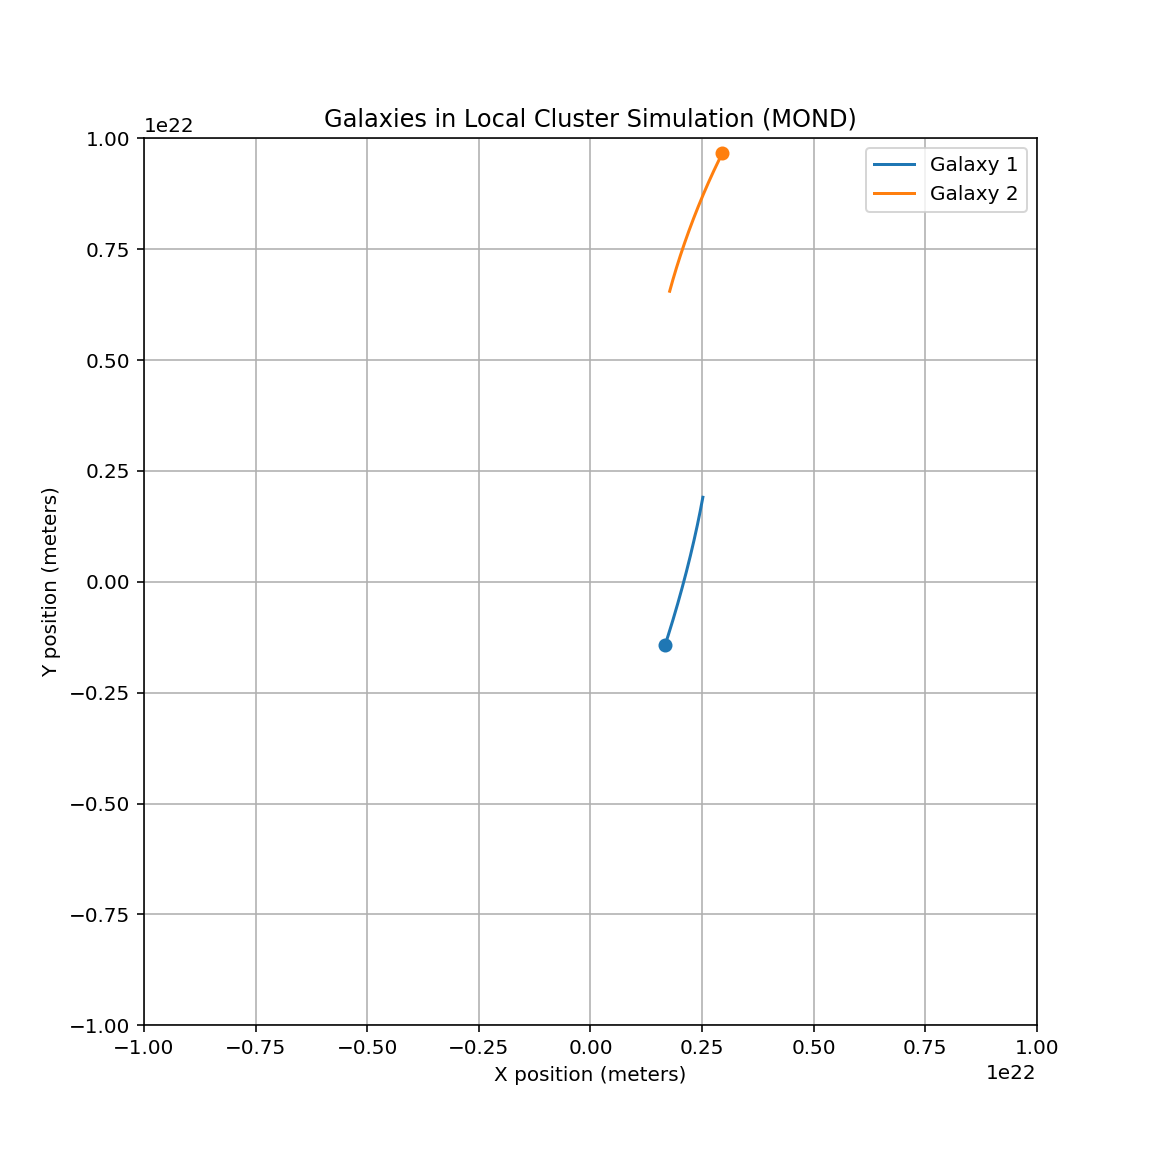 Galaxies in Local Cluster Simulation (MOND)
1e22
Galaxy 1
Galaxy 2
1.00
0.75
0.50
0.25
0.00
−0.25
−0.50
−0.75
−1.00
Y position (meters)
−1.00 −0.75 −0.50 −0.25 0.00 0.25 0.50 0.75 1.00
X position (meters)
1e22